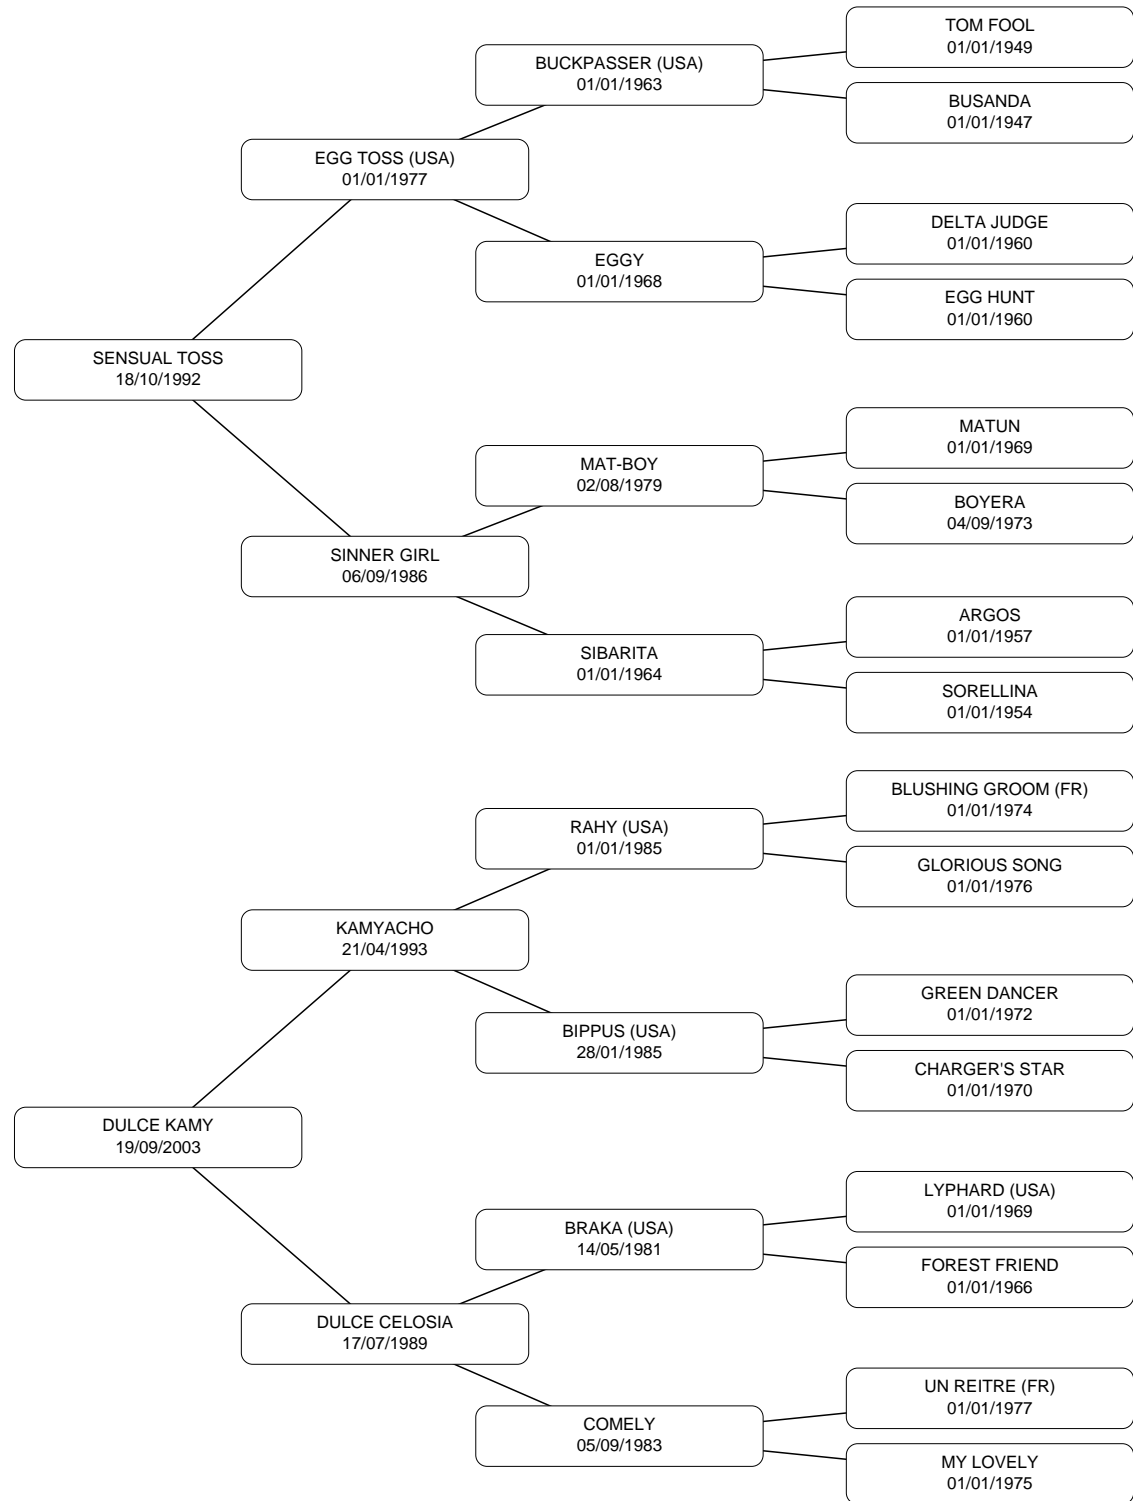 TOM FOOL
01/01/1949
BUCKPASSER (USA)
01/01/1963
BUSANDA
01/01/1947
EGG TOSS (USA)
01/01/1977
DELTA JUDGE
01/01/1960
EGGY
01/01/1968
EGG HUNT
01/01/1960
SENSUAL TOSS
18/10/1992
MATUN
01/01/1969
MAT-BOY
02/08/1979
BOYERA
04/09/1973
SINNER GIRL
06/09/1986
ARGOS
01/01/1957
SIBARITA
01/01/1964
SORELLINA
01/01/1954
BLUSHING GROOM (FR)
01/01/1974
RAHY (USA)
01/01/1985
GLORIOUS SONG
01/01/1976
KAMYACHO
21/04/1993
GREEN DANCER
01/01/1972
BIPPUS (USA)
28/01/1985
CHARGER'S STAR
01/01/1970
DULCE KAMY
19/09/2003
LYPHARD (USA)
01/01/1969
BRAKA (USA)
14/05/1981
FOREST FRIEND
01/01/1966
DULCE CELOSIA
17/07/1989
UN REITRE (FR)
01/01/1977
COMELY
05/09/1983
MY LOVELY
01/01/1975